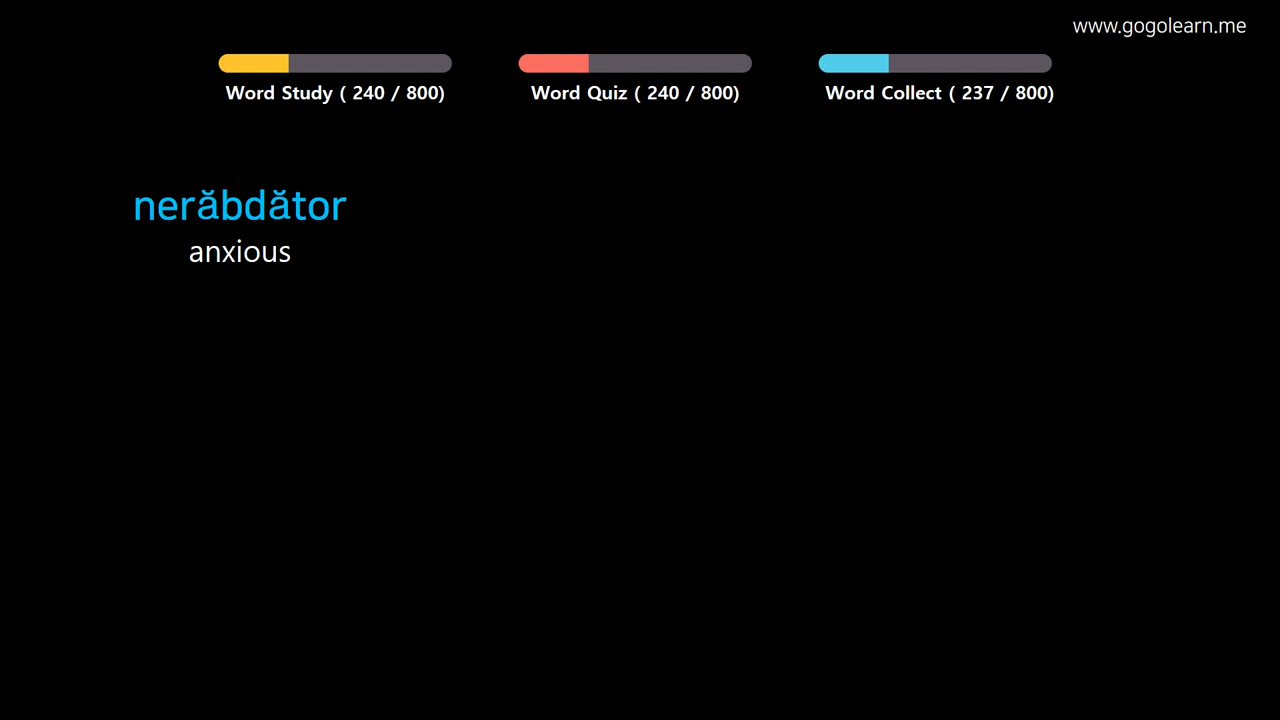 www.gogolearn.me
Word Study ( 240 / 800)
Word Quiz ( 240 / 800)
Word Collect ( 237 / 800)
nerăbdător
anxious